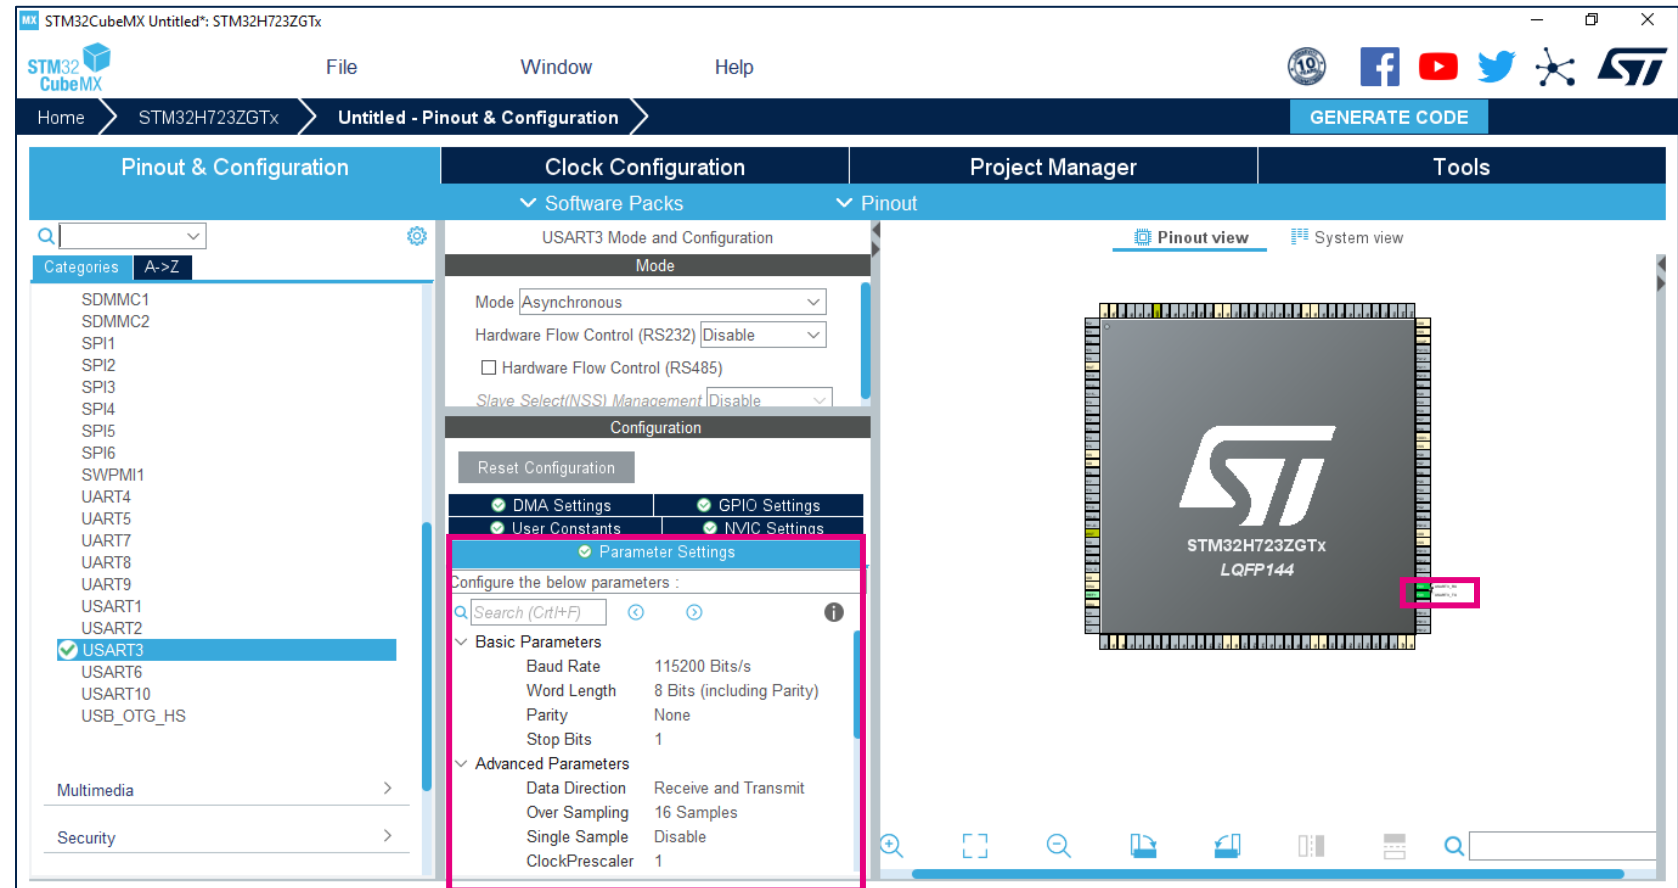 MX STM32CubeMX Untitled*: STM32H723ZGTx
STM32
CubeMX
File Window Help
10
Home STM32H723ZGTx Untitled - Pinout & Configuration GENERATE CODE
Pinout & Configuration Clock Configuration Project Manager Tools
Software Packs Pinout
Categories A->Z
SDMMC1
SDMMC2
SPI1
SPI2
SPI3
SPI4
SPI5
SPI6
SWPMI1
UART4
UART5
UART7
UART8
UART9
USART1
USART2
USART3
USART6
USART10
USB_OTG_HS
Multimedia
Security
USART3 Mode and Configuration
Mode
Mode Asynchronous
Hardware Flow Control (RS232) Disable
Hardware Flow Control (RS485)
Slave Select(NSS) Management Disable
Configuration
Reset Configuration
DMA Settings GPIO Settings
User Constants NVIC Settings
Parameter Settings
Configure the below parameters :
Search (Crtl+F)
Basic Parameters
Baud Rate 115200 Bits/s
Word Length 8 Bits (including Parity)
Parity None
Stop Bits 1
Advanced Parameters
Data Direction Receive and Transmit
Over Sampling 16 Samples
Single Sample Disable
ClockPrescaler 1
Pinout view System view
STM32H723ZGTx
LQFP144